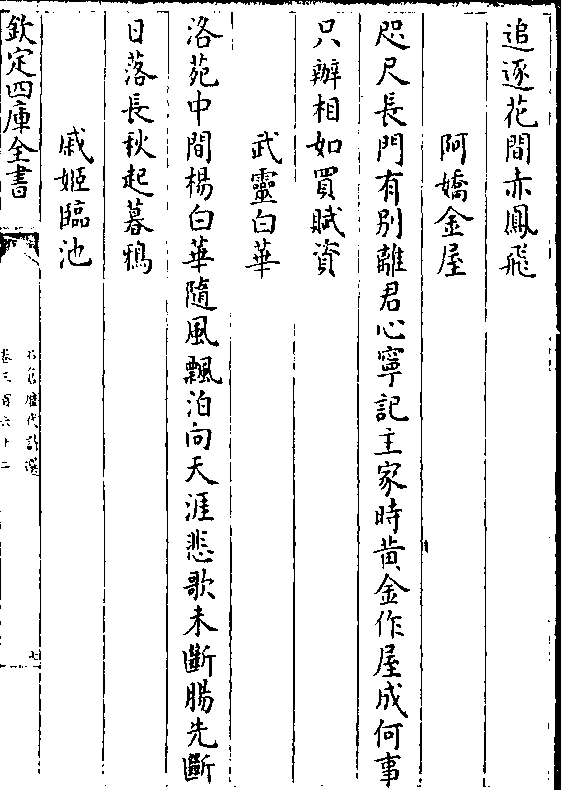 追逐花間赤鳳飛
阿嬌金屋
咫尺長門有別離君心寧記主家時黄金作屋成何事
只辦相如買賦資
武靈白華
洛苑中間楊白華隨風飄泊向天涯悲歌未斷腸先斷
日落長秋起暮鴉
戚姬臨池
欽定四庫全書
石倉歴代詩選
卷三百六十二
七